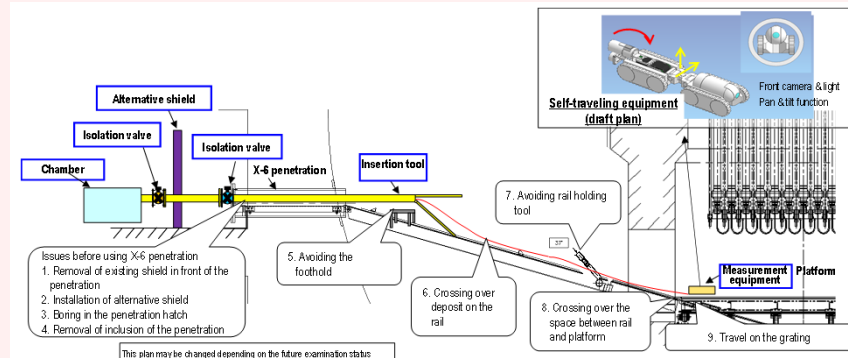 Alternative shield
Isolation valve
Isolation valve
Chamber
X-6 penetration
Insertion tool
Self-traveling equipment
(draft plan)
Front camera & light
Pan & tilt function
7. Avoiding rail holding
tool
5. Avoiding the
foothold
6. Crossing over
deposit on the
rail
Measurement
equipment
Platform
8. Crossing over the
space between rail
and platform
9. Travel on the grating
Issues before using X-6 penetration
1. Removal of existing shield in front of the
penetration
2. Installation of alternative shield
3. Boring in the penetration hatch
4. Removal of inclusion of the penetration
This plan may be changed depending on the future examination status